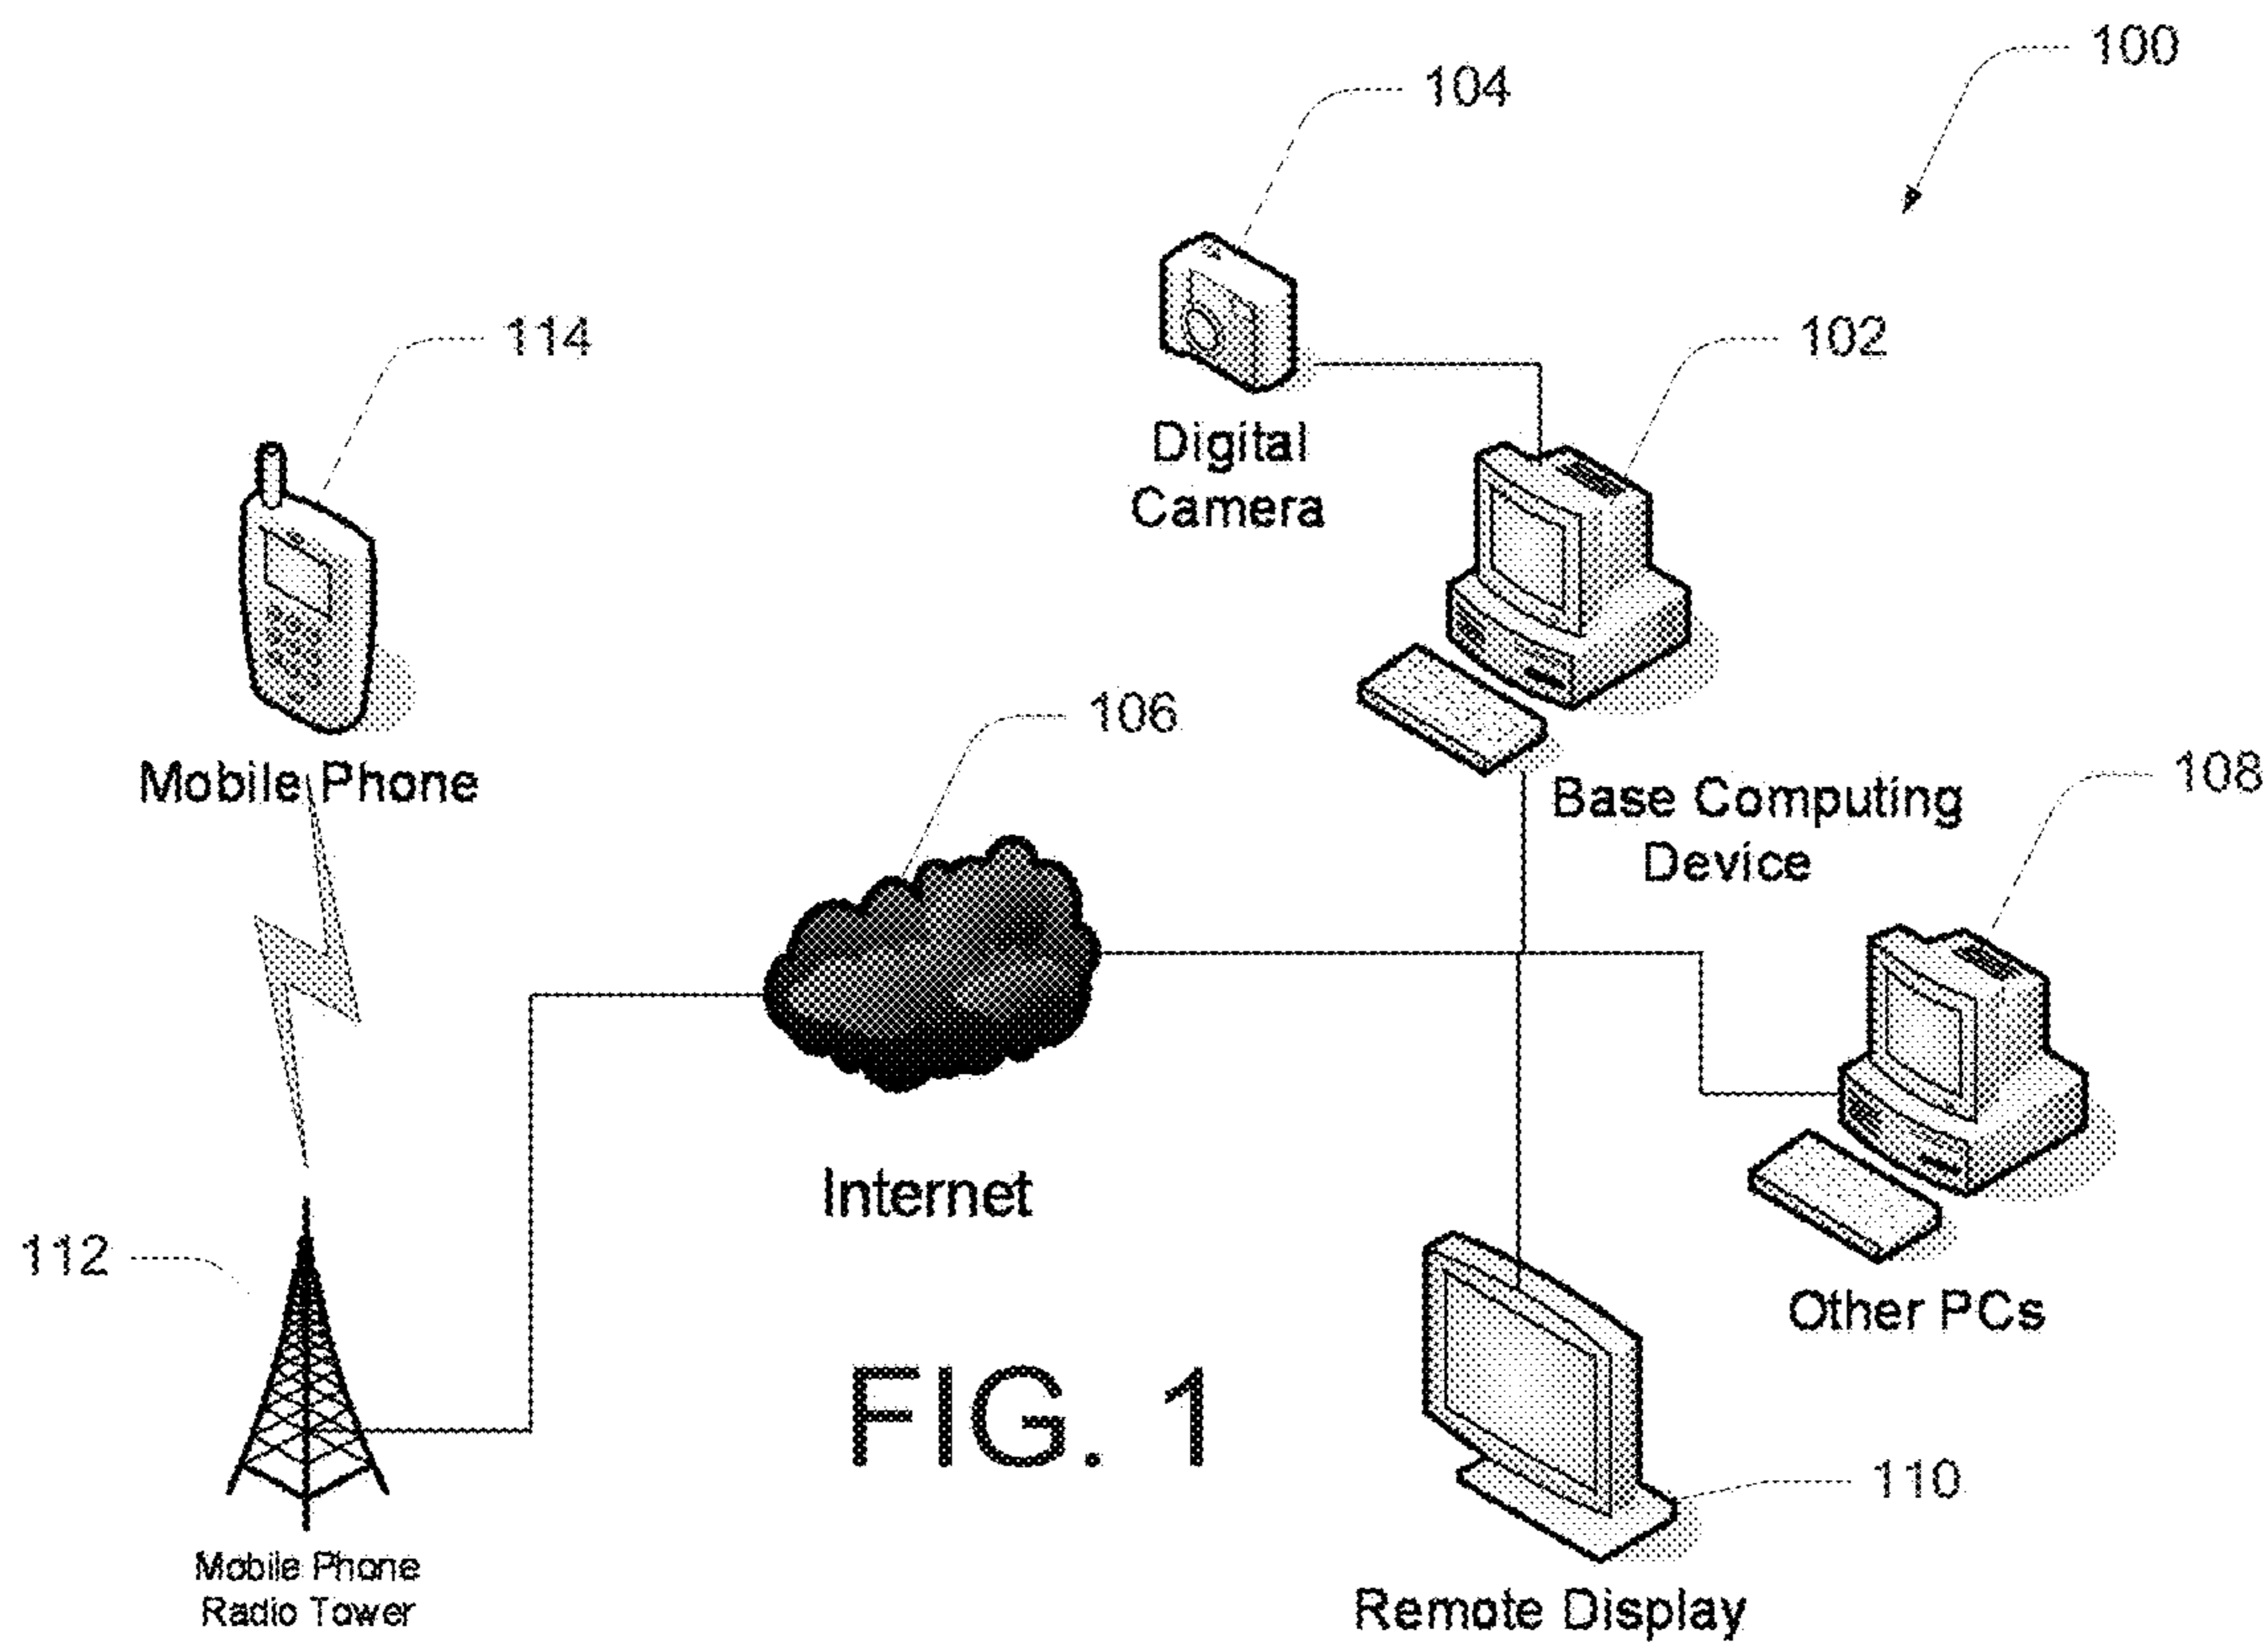 100
104
114
102
Digital
Camera
106
Mobile Phone
108
Base Computing
Device
Internet
112
Other PCs
FIG. 1
110
Mobile Phone
Radio Tower
Remote Display